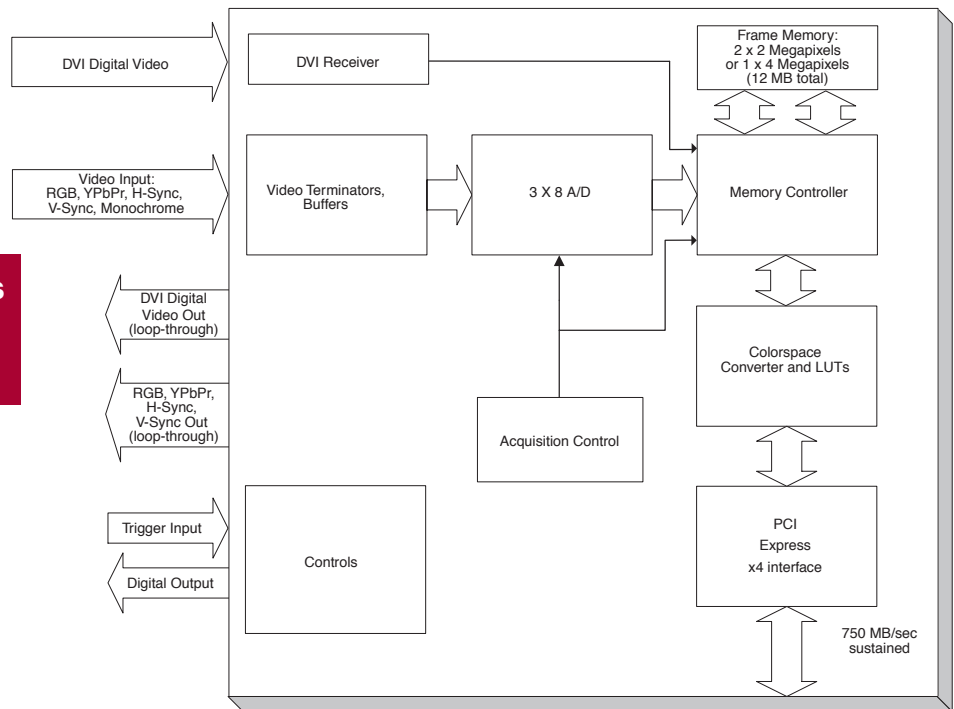 DVI Digital Video
DVI Receiver
Frame Memory:
2 x 2 Megapixels
or 1 x 4 Megapixels
(12 MB total)
Video Input:
RGB, YPbPr, H-Sync,
V-Sync, Monochrome
Video Terminators,
Buffers
3 X 8 A/D
Memory Controller
s
DVI Digital
Video Out
(loop-through)
Colorspace
Converter and LUTs
RGB, YPbPr,
H-Sync,
V-Sync Out
(loop-through)
Acquisition Control
Trigger Input
Digital Output
Controls
PCI
Express
x4 interface
750 MB/sec
sustained